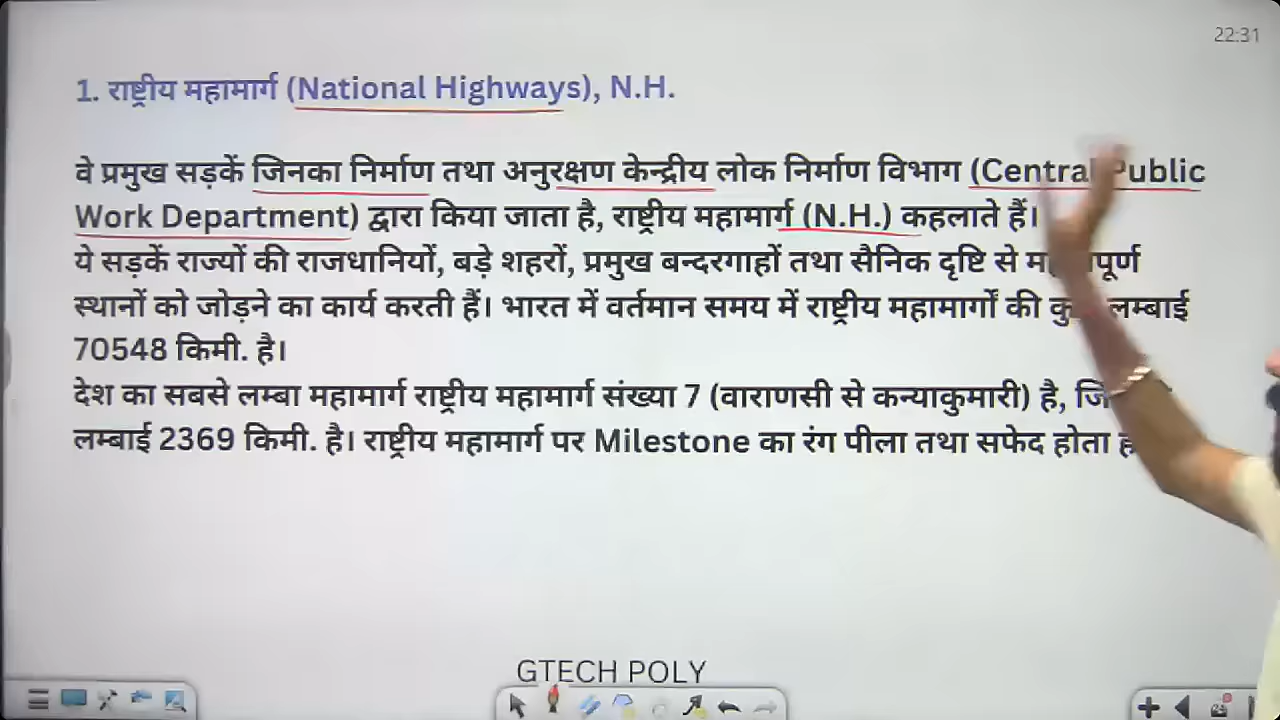 22:31
1. राष्ट्रीय महामार्ग (National Highways), N.H.
वे प्रमुख सड़कें जिनका निर्माण तथा अनुरक्षण केन्द्रीय लोक निर्माण विभाग (Central Public
Work Department) द्वारा किया जाता है, राष्ट्रीय महामार्ग (N.H.) कहलाते हैं।
ये सड़कें राज्यों की राजधानियों, बड़े शहरों, प्रमुख बन्दरगाहों तथा सैनिक दृष्टि से
स्थानों को जोड़ने का कार्य करती हैं। भारत में वर्तमान समय में राष्ट्रीय महामार्गों की लम्बाई
70548 किमी. है।
देश का सबसे लम्बा महामार्ग राष्ट्रीय महामार्ग संख्या 7 (वाराणसी से कन्याकुमारी) है,
लम्बाई 2369 किमी. है। राष्ट्रीय महामार्ग पर Milestone का रंग पीला तथा सफेद होता
GTECH POLY